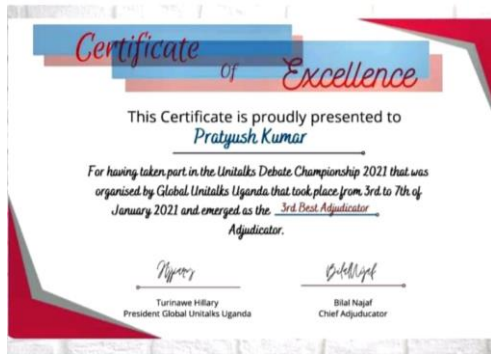 Certificate
Of
Excellence
This Certificate is proudly presented to
Pratyush Kumar
For having taken part in the Unitalks Debate Championship 2021 that was
organised by Global Unitalks Uganda that took place from 3rd to 7th of
January 2021 and emerged as the 3rd Best Adjudicator
Adjudicator.
Turinawe Hillary
President Global Unitalks Uganda
Bilal Najaf
Chief Adjuducator